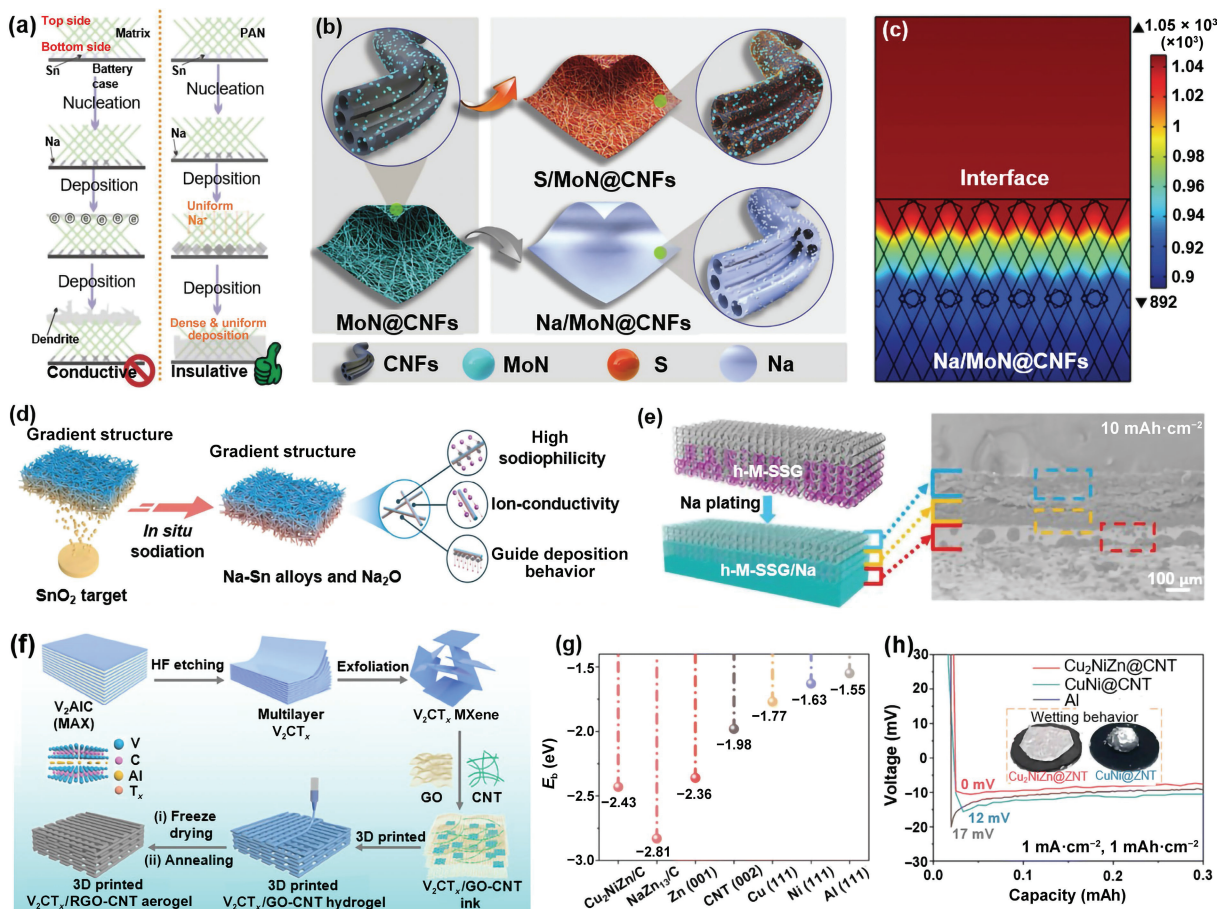 (a)
Top side
Matrix
Bottom side
Sn
Battery
case
Nucleation
Na
Deposition
e e e e e e
Deposition
Dendrite
Conductive
PAN
Sn
Nucleation
Na
Deposition
Uniform
Na⁺
Deposition
Dense & uniform
deposition
Insulative
(b)
S/MoN@CNFs
MoN@CNFs
Na/MoN@CNFs
CNFs
MoN
S
Na
(c)
▲1.05 × 10³
(×10³)
1.04
1.02
1
0.98
0.96
0.94
0.92
0.9
▼892
Interface
Na/MoN@CNFs
(d)
Gradient structure
In situ
sodiation
SnO₂ target
Gradient structure
Na-Sn alloys and Na₂O
High
sodiophilicity
Ion-conductivity
Guide deposition
behavior
(e)
h-M-SSG
Na plating
h-M-SSG/Na
10 mAh·cm⁻²
100 μm
(f)
V₂AlC
(MAX)
HF etching
Multilayer
V₂CTₓ
Exfoliation
V₂CTₓ MXene
V
C
Al
Tₓ
GO
CNT
V₂CTₓ/GO-CNT
ink
3D printed
3D printed
V₂CTₓ/GO-CNT hydrogel
(i) Freeze
drying
(ii) Annealing
3D printed
V₂CTₓ/RGO-CNT aerogel
(g)
E_b (eV)
−1.5
−2.0
−2.5
−3.0
−2.43
−2.81
−2.36
−1.98
−1.77
−1.63
−1.55
Cu₂NiZn/C
NaZn₁₃/C
Zn (001)
CNT (002)
Cu (111)
Ni (111)
Al (111)
(h)
Voltage (mV)
30
20
10
0
−10
−20
−30
Cu₂NiZn@CNT
CuNi@CNT
Al
Wetting behavior
Cu₂NiZn@ZNT
CuNi@ZNT
0 mV
12 mV
17 mV
1 mA·cm⁻², 1 mAh·cm⁻²
0
0.1
0.2
0.3
Capacity (mAh)